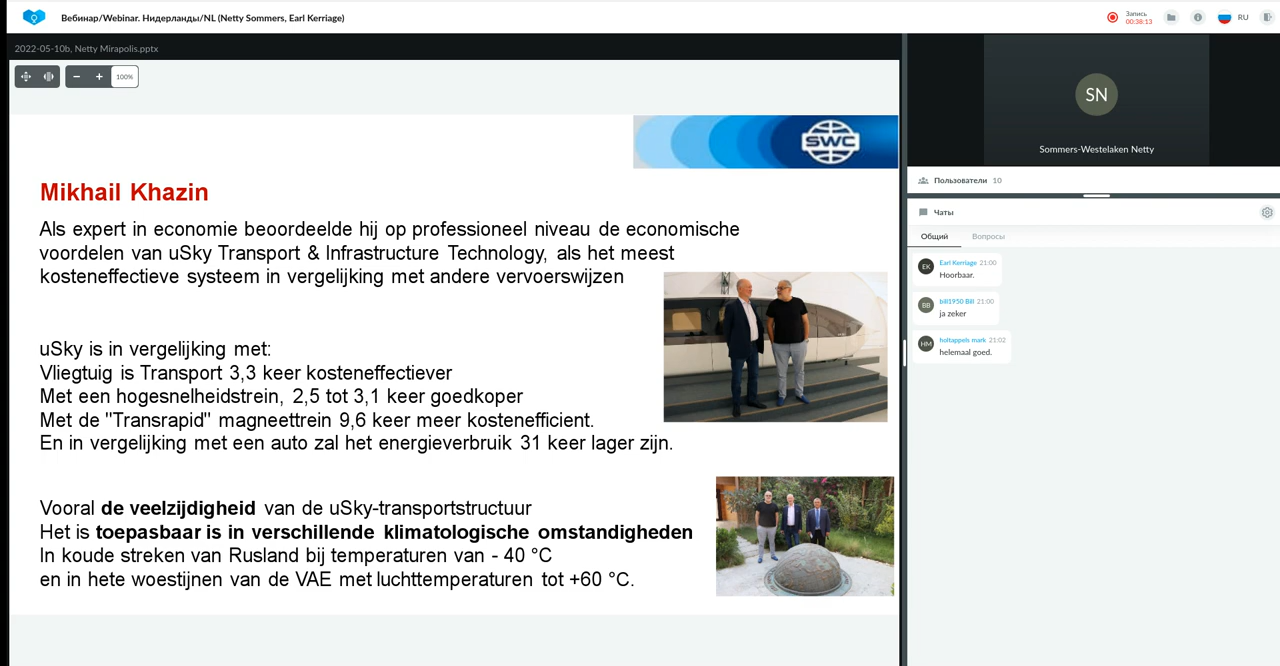 Вебинар/Webinar. Нидерланды/NL (Netty Sommers, Earl Kerriage)
Запись
00:38:13
RU
2022-05-10b, Netty Mirapolis.pptx
100%
SWC
Mikhail Khazin
Als expert in economie beoordeelde hij op professioneel niveau de economische
voordelen van uSky Transport & Infrastructure Technology, als het meest
kosteneffectieve systeem in vergelijking met andere vervoerswijzen
uSky is in vergelijking met:
Vliegtuig is Transport 3,3 keer kosteneffectiever
Met een hogesnelheidstrein, 2,5 tot 3,1 keer goedkoper
Met de "Transrapid" magneettrein 9,6 keer meer kostenefficient.
En in vergelijking met een auto zal het energieverbruik 31 keer lager zijn.
Vooral de veelzijdigheid van de uSky-transportstructuur
Het is toepasbaar is in verschillende klimatologische omstandigheden
In koude streken van Rusland bij temperaturen van - 40 °C
en in hete woestijnen van de VAE met luchttemperaturen tot +60 °C.
SN
Sommers-Westelaken Netty
Пользователи 10
Чаты
Общий Вопросы
EK
Earl Kerriage 21:00
Hoorbaar.
BB
bill1950 Bill 21:00
ja zeker
HM
holtappels mark 21:02
helemaal goed.